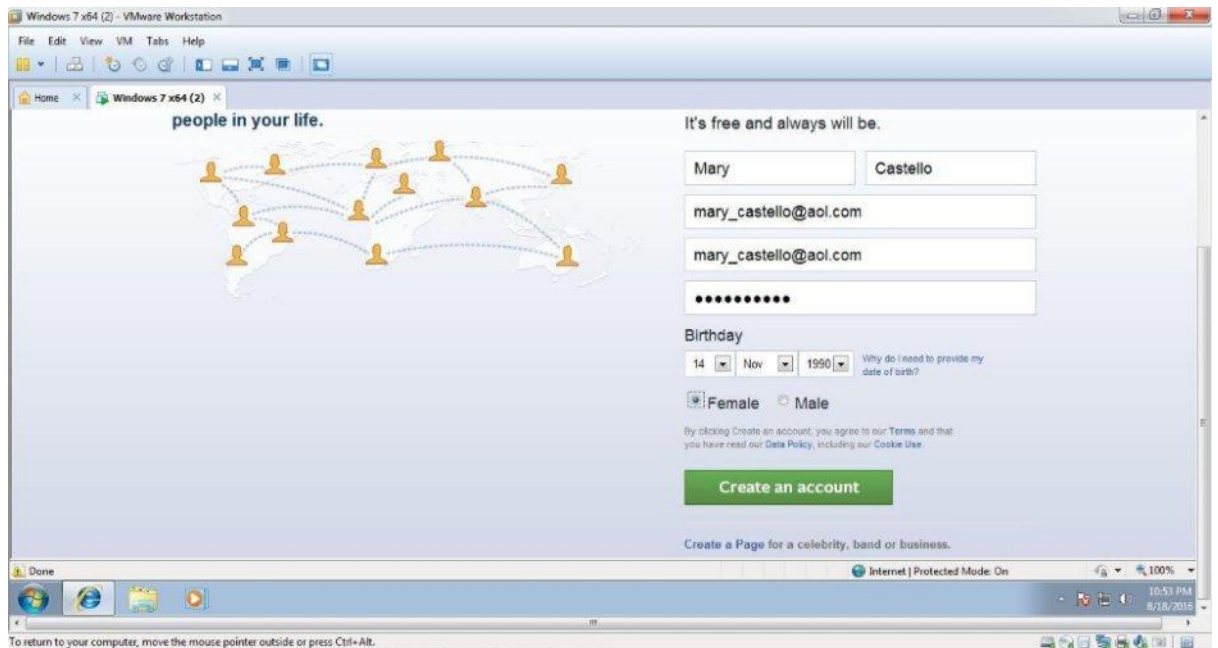 Windows 7 x64 (2) - VMware Workstation
File Edit View VM Tabs Help
Home Windows 7 x64 (2)
people in your life.
It's free and always will be.
Mary Castello
mary_castello@aol.com
mary_castello@aol.com
Birthday
14 Nov 1990 Why do I need to provide my
date of birth?
Female Male
By clicking Create an account, you agree to our Terms and that
you have read our Data Policy, including our Cookie Use.
Create an account
Create a Page for a celebrity, band or business.
Done Internet | Protected Mode: On 100%
10:53 PM
8/18/2016
To return to your computer, move the mouse pointer outside or press Ctrl+Alt.